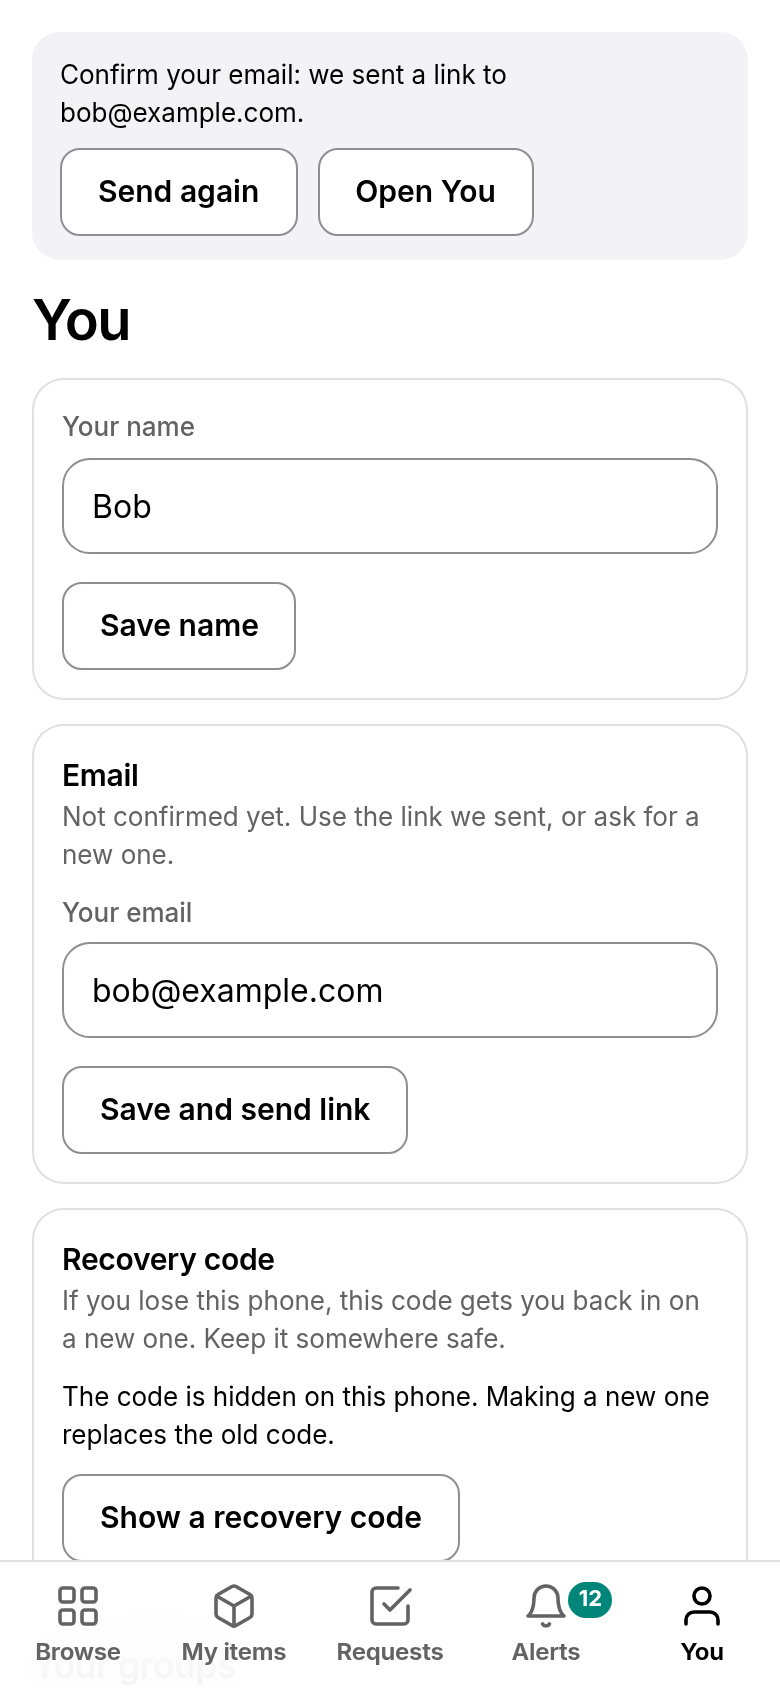 Confirm your email: we sent a link to
bob@example.com.
Send again
Open You
You
Your name
Bob
Save name
Email
Not confirmed yet. Use the link we sent, or ask for a
new one.
Your email
bob@example.com
Save and send link
Recovery code
If you lose this phone, this code gets you back in on
a new one. Keep it somewhere safe.
The code is hidden on this phone. Making a new one
replaces the old code.
Show a recovery code
12
Browse
My items
Requests
Alerts
You
Your groups